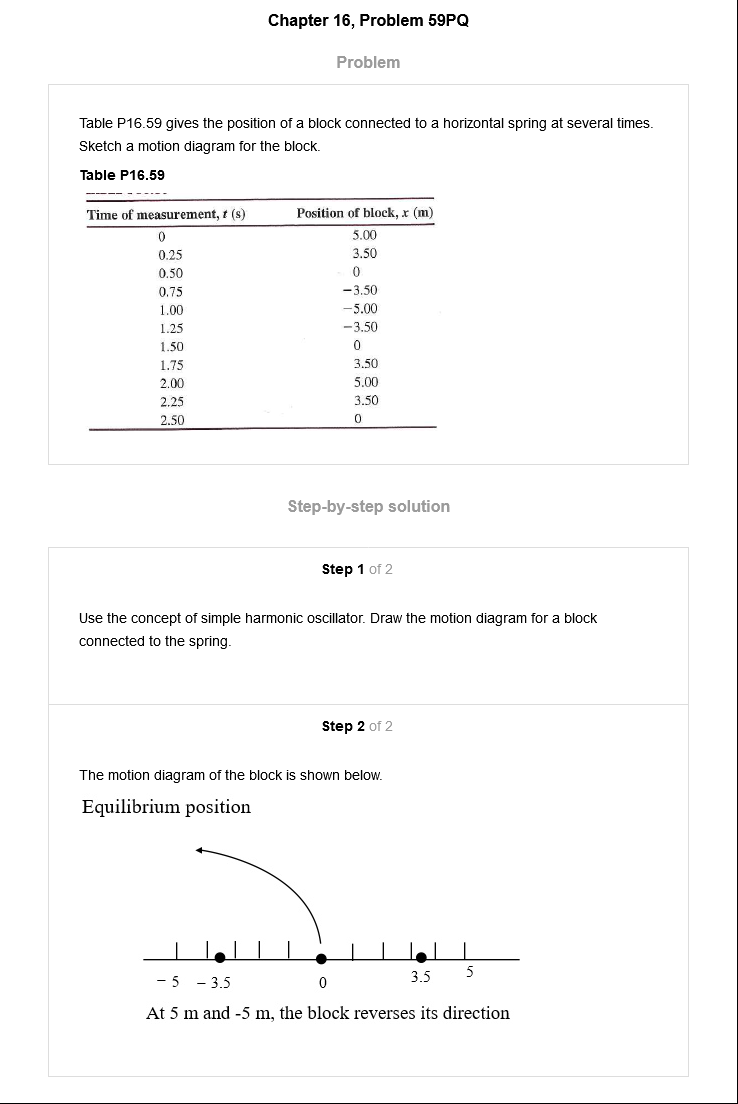 Chapter 16, Problem 59PQ
Problem
Table P16.59 gives the position of a block connected to a horizontal spring at several times.
Sketch a motion diagram for the block.
Table P16.59
Time of measurement, t (s) Position of block, x (m)
0 5.00
0.25 3.50
0.50 0
0.75 −3.50
1.00 −5.00
1.25 −3.50
1.50 0
1.75 3.50
2.00 5.00
2.25 3.50
2.50 0
Step-by-step solution
Step 1 of 2
Use the concept of simple harmonic oscillator. Draw the motion diagram for a block
connected to the spring.
Step 2 of 2
The motion diagram of the block is shown below.
Equilibrium position
− 5 − 3.5 0 3.5 5
At 5 m and -5 m, the block reverses its direction